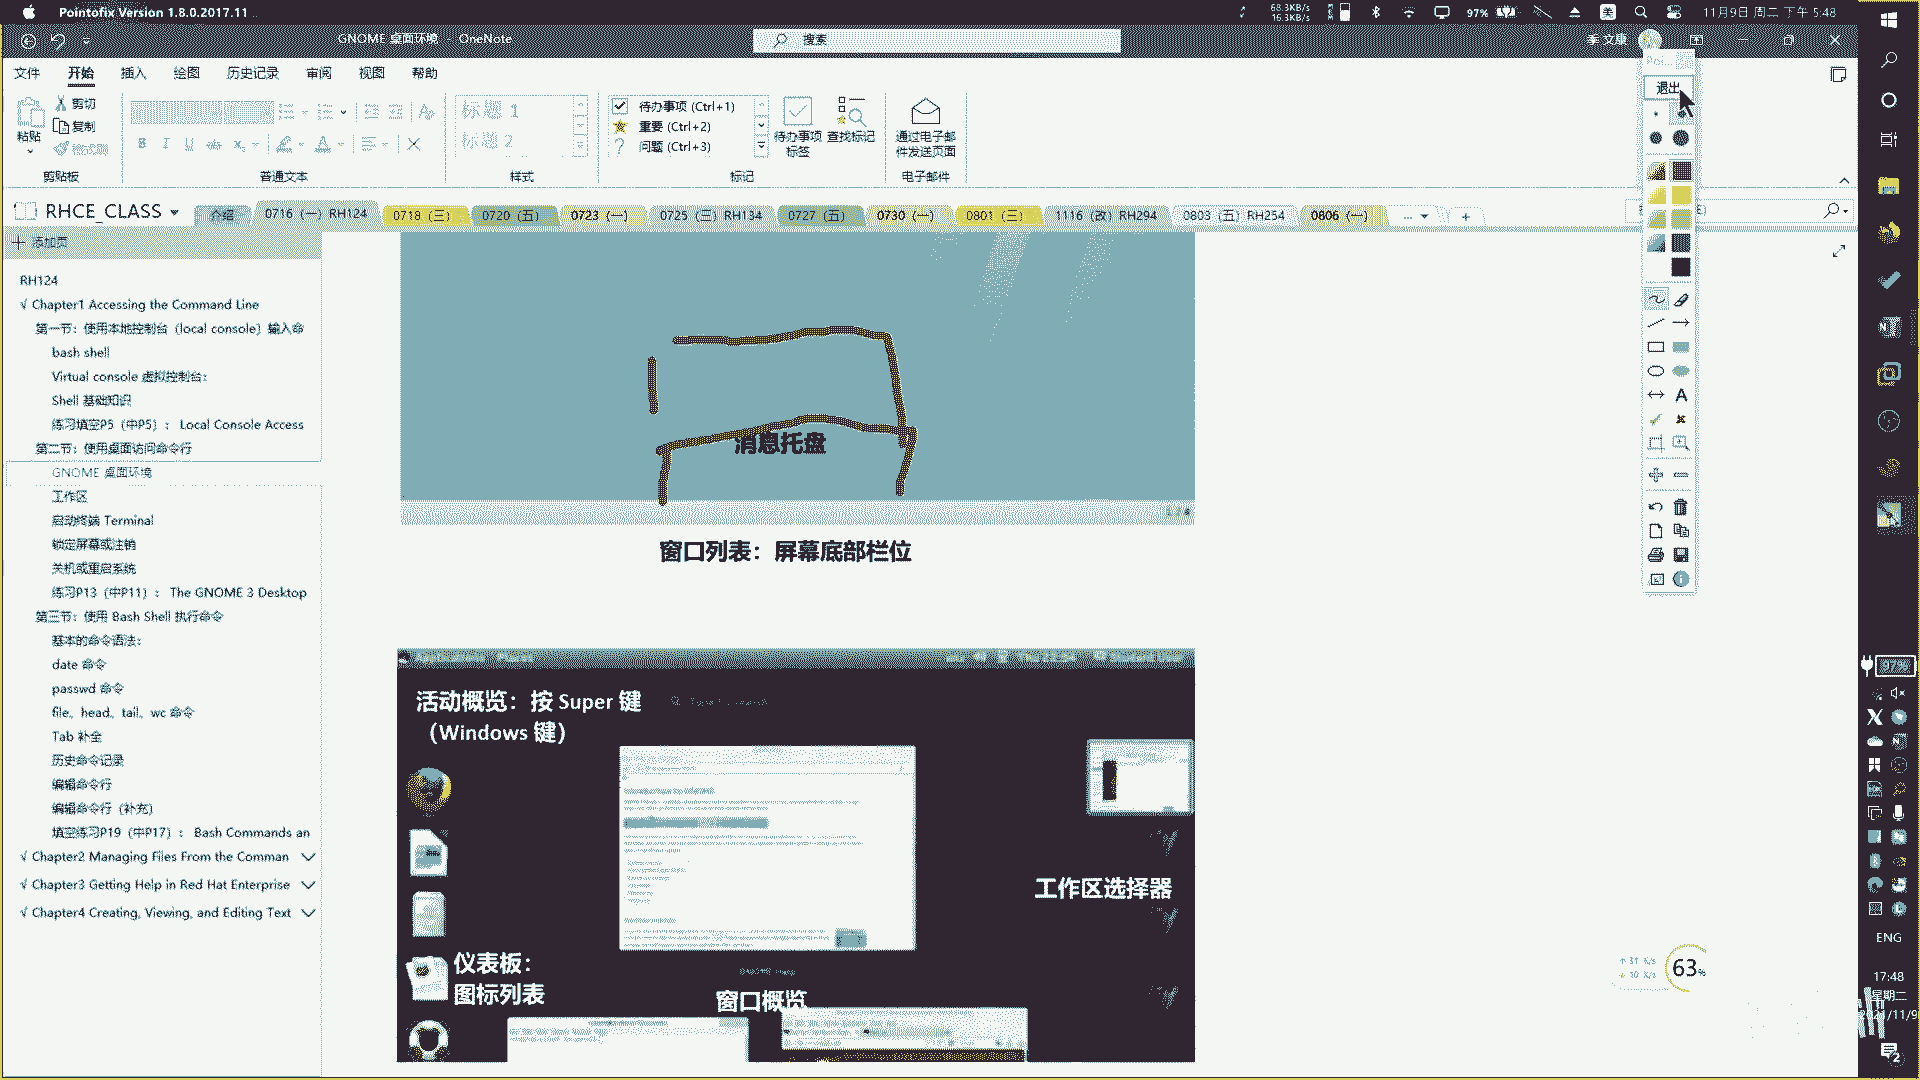 Pointofix Version 1.8.0.2017.11 ..
68.3KB/s
16.3KB/s
97%
美
11月9日 周二 下午 5:48
GNOME 桌面环境 - OneNote
搜索
李 文康
文件 开始 插入 绘图 历史记录 审阅 视图 帮助
粘贴
剪切
复制
格式刷
剪贴板
B I U ab
普通文本
标题 1
标题 2
样式
待办事项 (Ctrl+1)
重要 (Ctrl+2)
问题 (Ctrl+3)
待办事项
标签
查找标记
标记
通过电子邮
件发送页面
电子邮件
退出
RHCE_CLASS
介绍 0716 (一) RH124 0718 (三) 0720 (五) 0723 (一) 0725 (三) RH134 0727 (五) 0730 (一) 0801 (三) 1116 (改) RH294 0803 (五) RH254 0806 (一) ...
添加页
RH124
√ Chapter1 Accessing the Command Line
第一节：使用本地控制台（local console）输入命
bash shell
Virtual console 虚拟控制台：
Shell 基础知识
练习填空P5（中P5）： Local Console Access
第二节：使用桌面访问命令行
GNOME 桌面环境
工作区
启动终端 Terminal
锁定屏幕或注销
关机或重启系统
练习P13（中P11）： The GNOME 3 Desktop
第三节：使用 Bash Shell 执行命令
基本的命令语法：
date 命令
passwd 命令
file、head、tail、wc 命令
Tab 补全
历史命令记录
编辑命令行
编辑命令行（补充）
填空练习P19（中P17）： Bash Commands an
√ Chapter2 Managing Files From the Comman
√ Chapter3 Getting Help in Red Hat Enterprise
√ Chapter4 Creating, Viewing, and Editing Text
消息托盘
1 / 4
窗口列表：屏幕底部栏位
Applications Places
活动概览：按 Super 键
（Windows 键）
工作区选择器
仪表板：
图标列表
窗口概览
A
97%
31 K/s
10 K/s
63%
ENG
17:48
星期二
2021/11/9
2